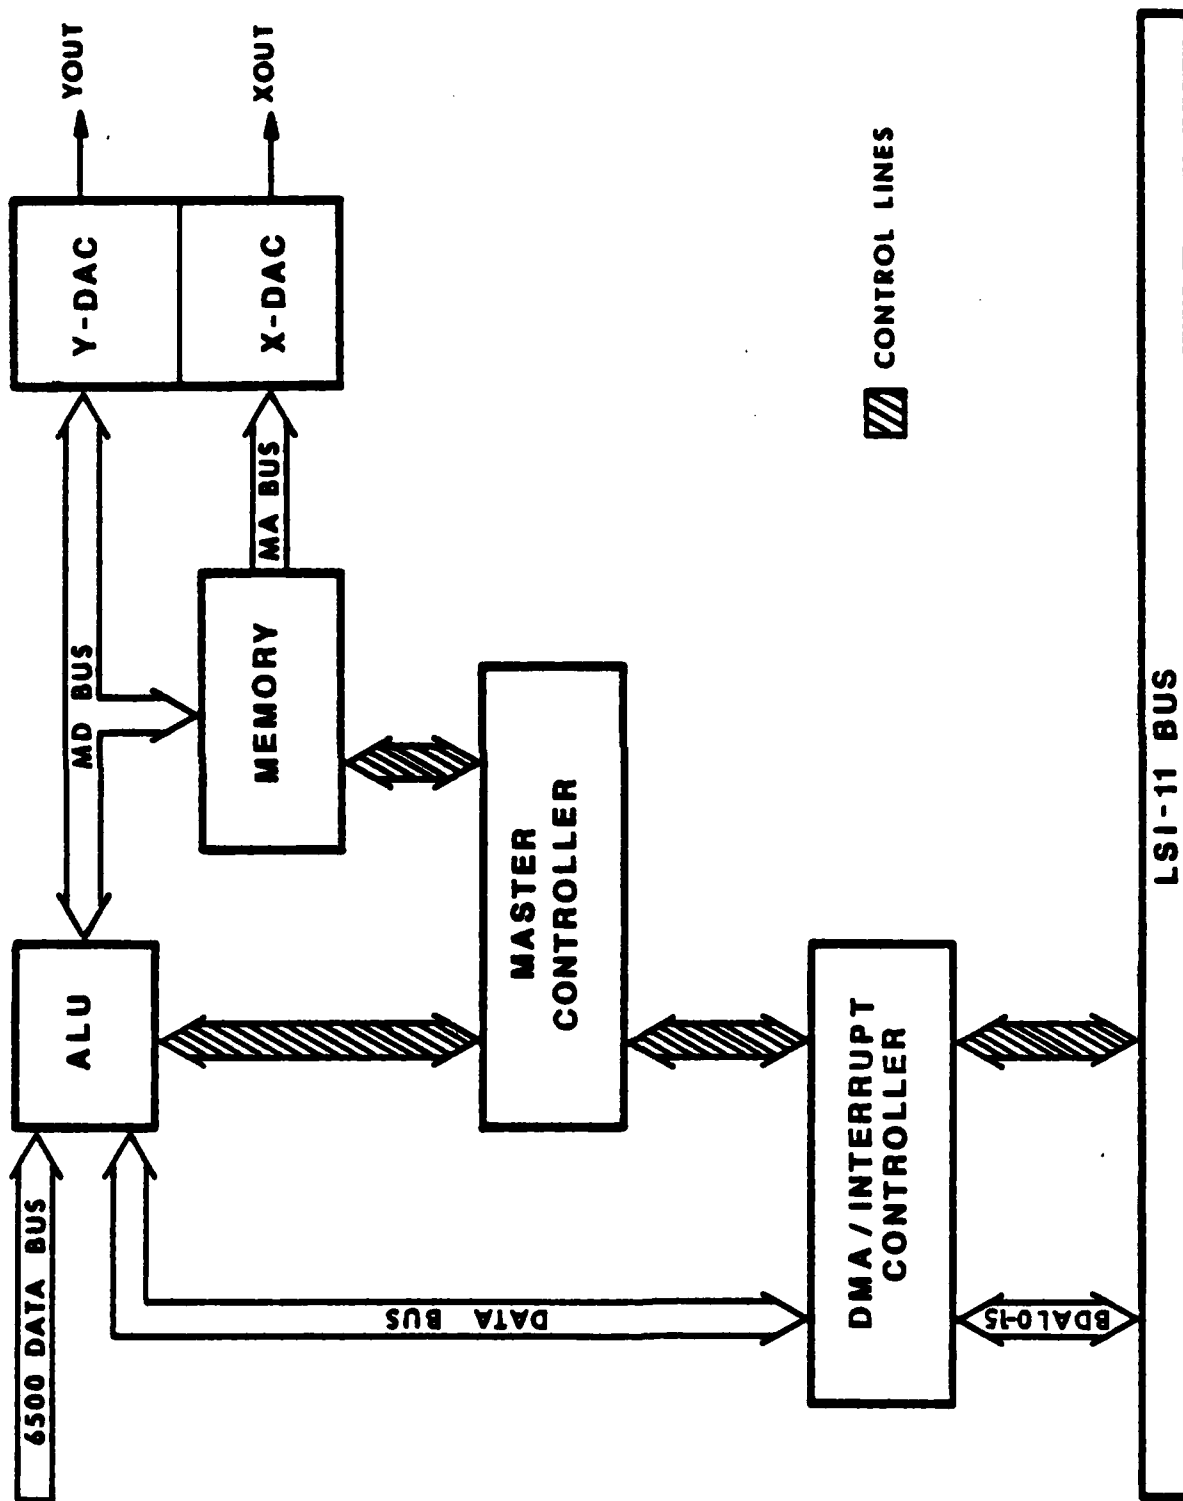 6500 DATA BUS
ALU
MD BUS
Y-DAC
YOUT
MEMORY
MA BUS
X-DAC
XOUT
MASTER
CONTROLLER
DATA BUS
DMA/INTERRUPT
CONTROLLER
CONTROL LINES
BDAL0-15
LSI-11 BUS